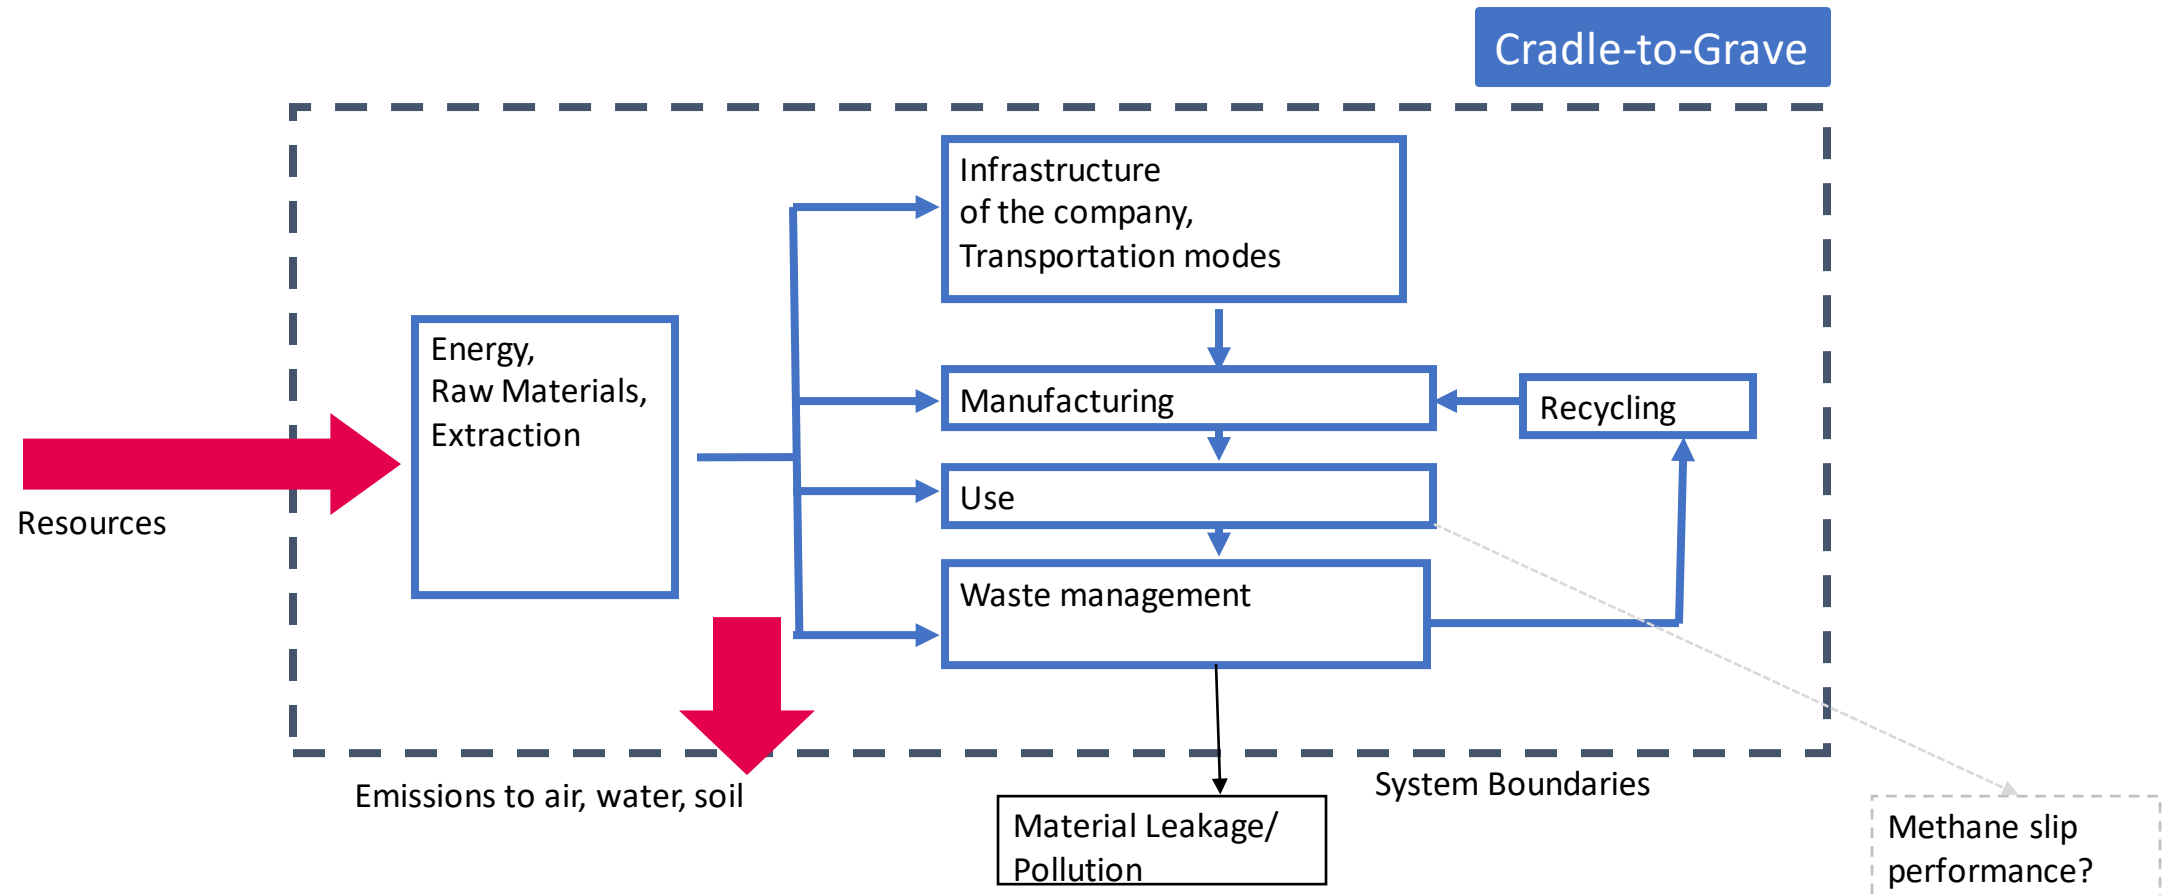 Cradle-to-Grave
Infrastructure
of the company,
Transportation modes
Energy,
Raw Materials,
Extraction
Manufacturing
Recycling
Use
Resources
Waste management
Emissions to air, water, soil
System Boundaries
Material Leakage/
Pollution
Methane slip
performance?